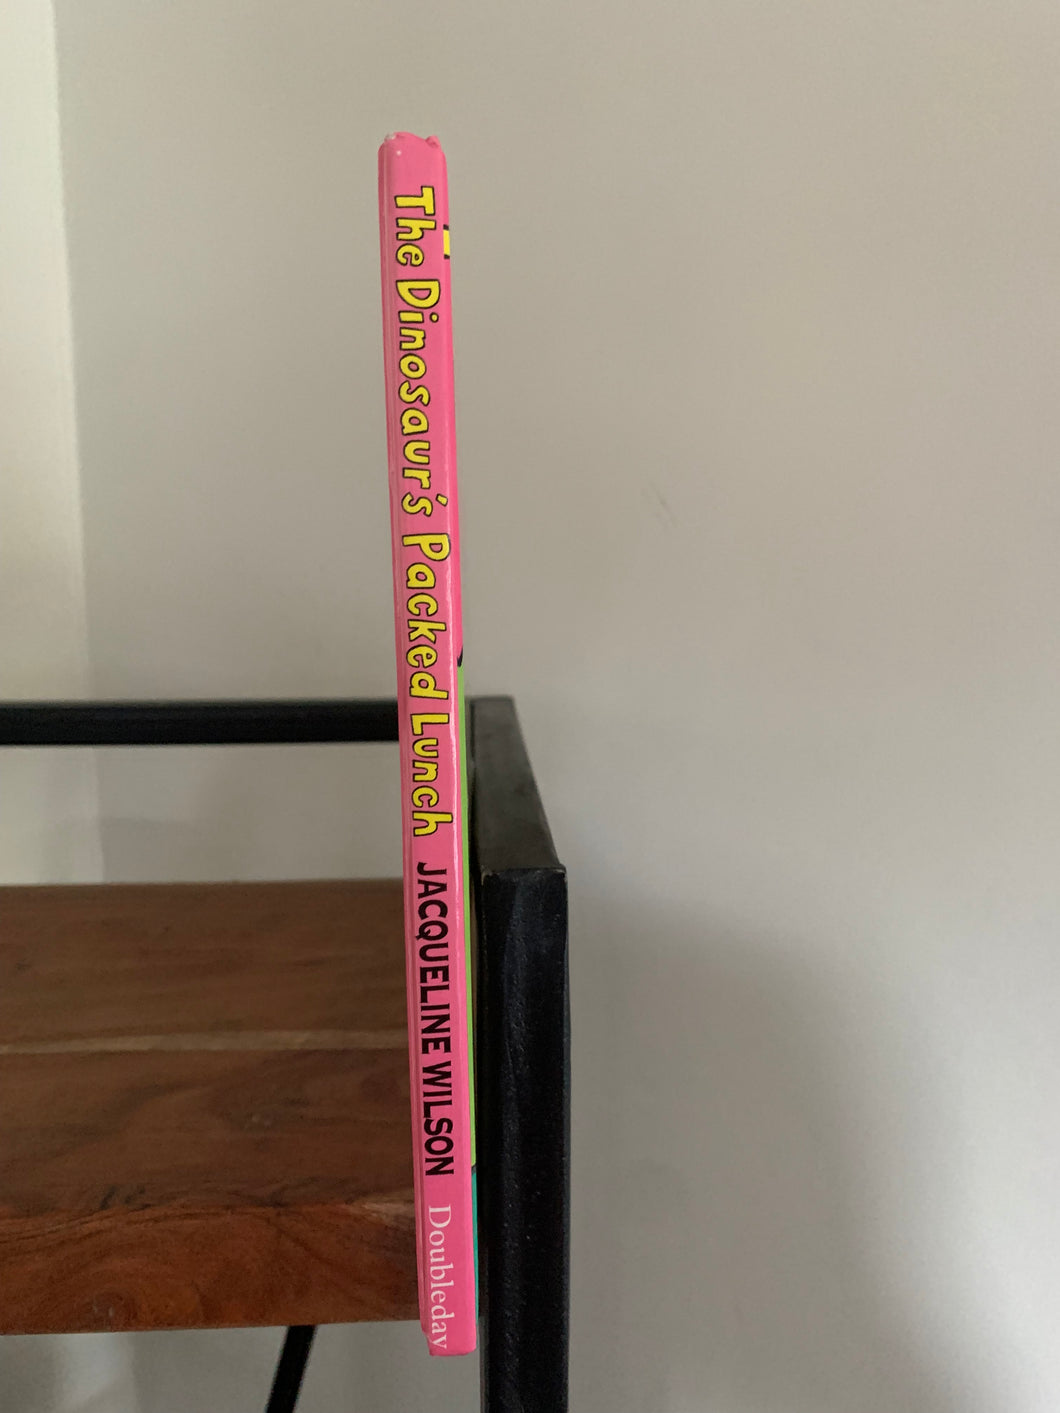 The Dinosaur's Packed Lunch JACQUELINE WILSON Doubleday